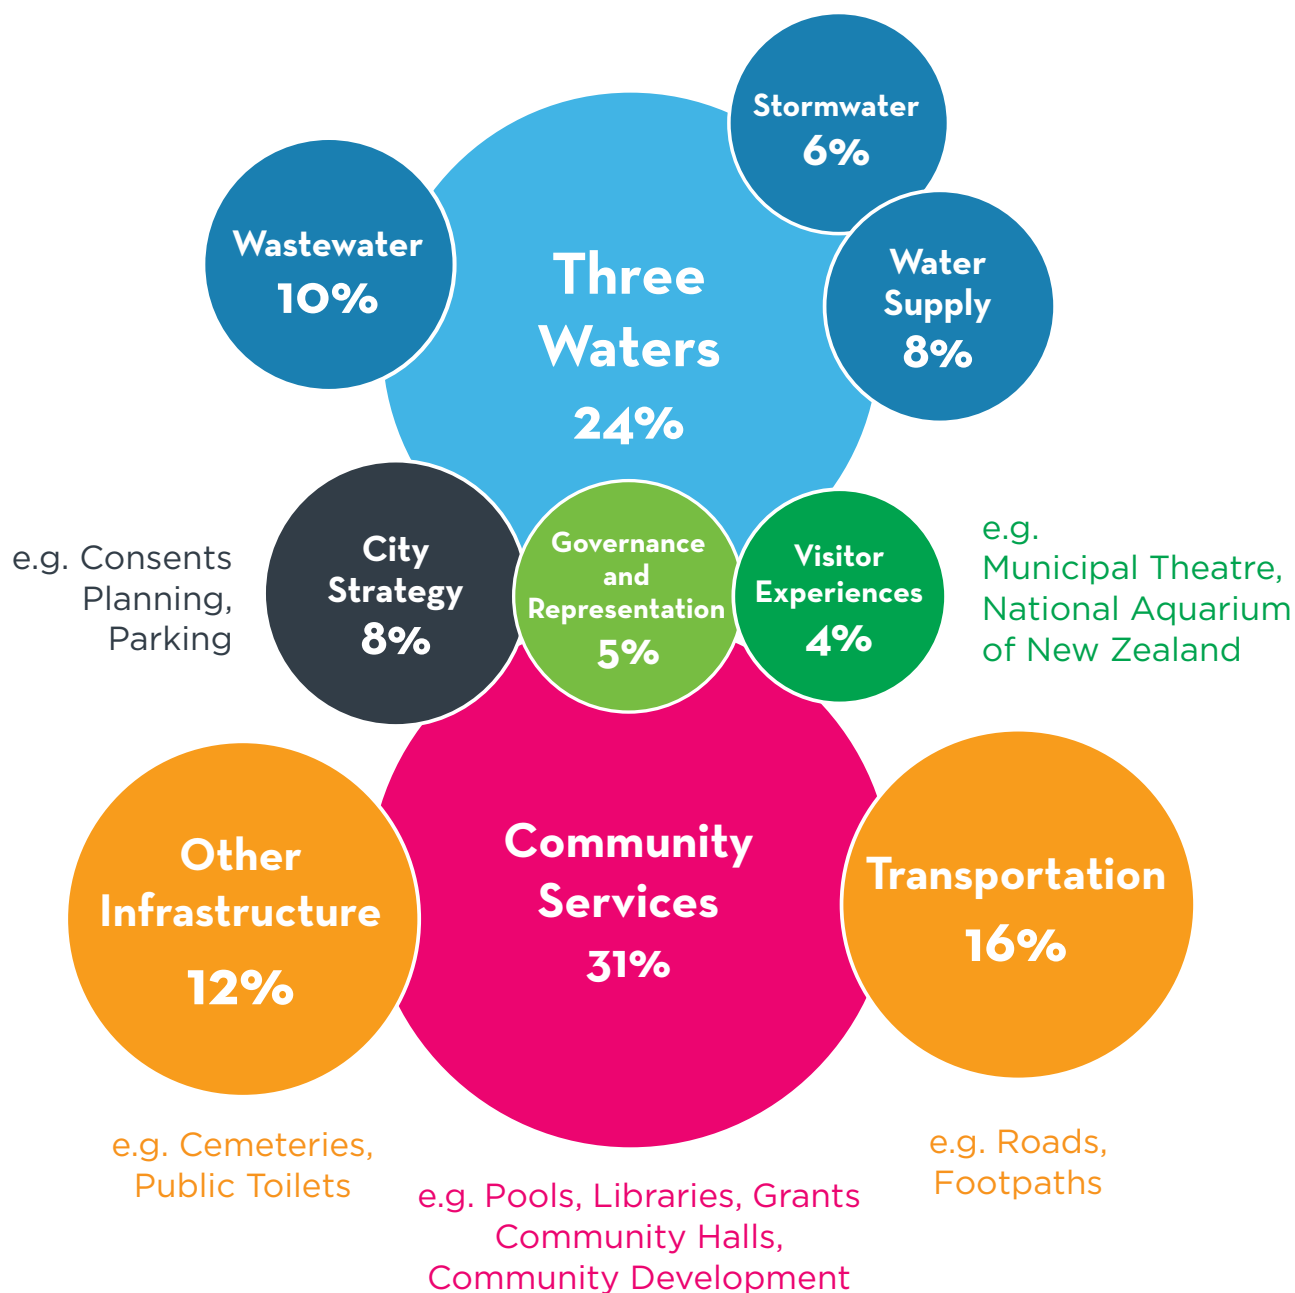 Stormwater
6%
Wastewater
10%
Three
Waters
24%
Water
Supply
8%
e.g. Consents
Planning,
Parking
City
Strategy
8%
Governance
and
Representation
5%
Visitor
Experiences
4%
e.g.
Municipal Theatre,
National Aquarium
of New Zealand
Other
Infrastructure
12%
Community
Services
31%
Transportation
16%
e.g. Cemeteries,
Public Toilets
e.g. Pools, Libraries, Grants
Community Halls,
Community Development
e.g. Roads,
Footpaths